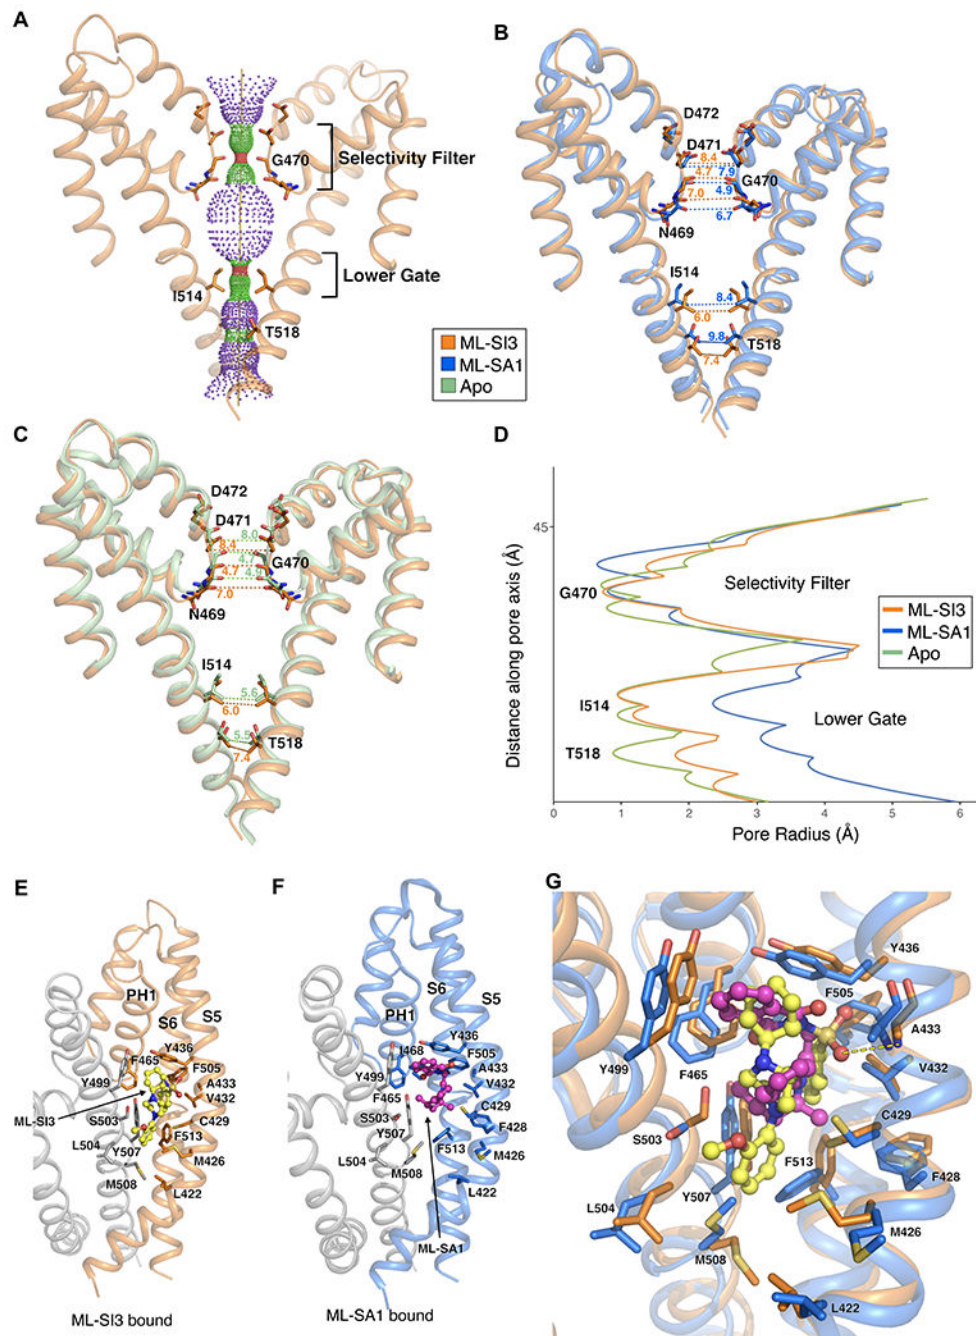 A
G470
Selectivity Filter
I514
Lower Gate
T518
ML-SI3
ML-SA1
Apo
B
D472
D471
8.4
4.7 7.9
G470
7.0 4.9
6.7
N469
I514
8.4
6.0
9.8
T518
7.4
C
D472
D471
8.0
8.4
4.7
G470
4.7 4.9
N469 7.0
I514
5.6
6.0
5.5
T518
7.4
D
45
Distance along pore axis (Å)
G470
Selectivity Filter
ML-SI3
ML-SA1
Apo
I514
Lower Gate
T518
0 1 2 3 4 5 6
Pore Radius (Å)
E
PH1
S6
S5
Y436
F465
F505
Y499
A433
V432
ML-SI3
S503
C429
F513
L504 Y507
M426
M508
L422
ML-SI3 bound
F
S6
S5
PH1
Y436
I468
F505
Y499
A433
V432
F465
C429
S503
F428
Y507
F513
L504
M426
M508
L422
ML-SA1
ML-SA1 bound
G
Y436
F505
A433
Y499
F465
V432
C429
S503
F513
F428
Y507
L504
M426
M508
L422